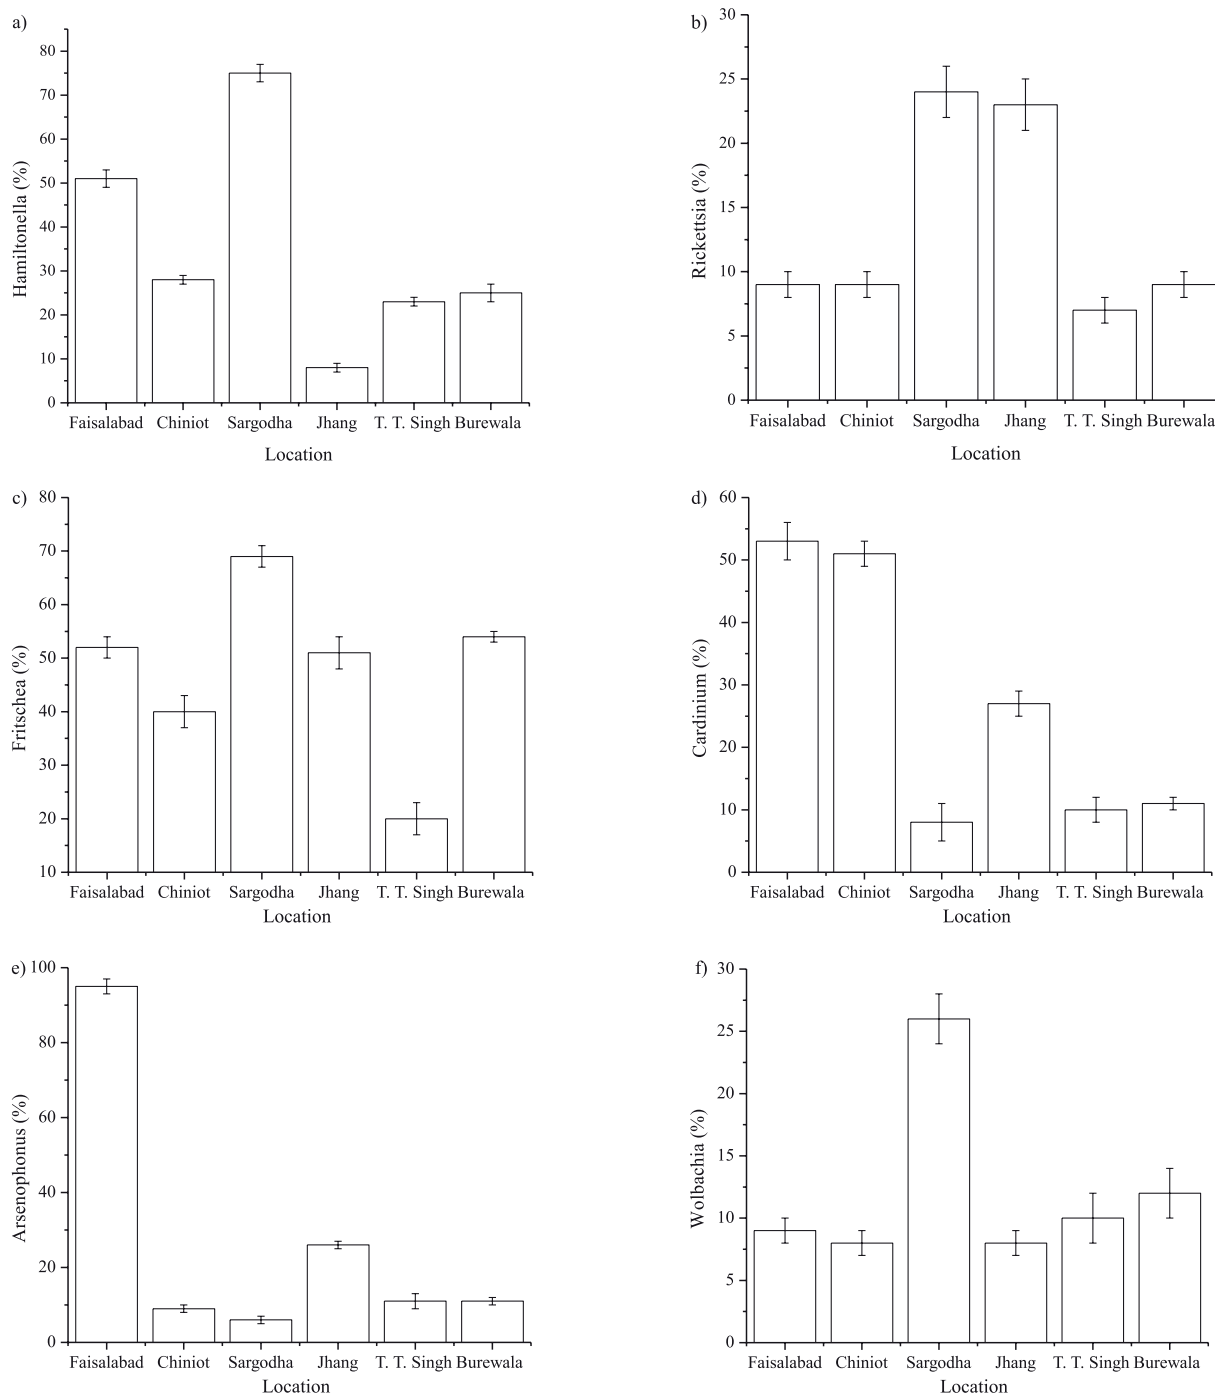 a)
80
70
60
50
40
30
20
10
0
Hamiltonella (%)
Faisalabad Chiniot Sargodha Jhang T. T. Singh Burewala
Location
b)
30
25
20
15
10
5
0
Rickettsia (%)
Faisalabad Chiniot Sargodha Jhang T. T. Singh Burewala
Location
c)
80
70
60
50
40
30
20
10
Fritschea (%)
Faisalabad Chiniot Sargodha Jhang T. T. Singh Burewala
Location
d)
60
50
40
30
20
10
0
Cardinium (%)
Faisalabad Chiniot Sargodha Jhang T. T. Singh Burewala
Location
e)
100
80
60
40
20
0
Arsenophonus (%)
Faisalabad Chiniot Sargodha Jhang T. T. Singh Burewala
Location
f)
30
25
20
15
10
5
0
Wolbachia (%)
Faisalabad Chiniot Sargodha Jhang T. T. Singh Burewala
Location